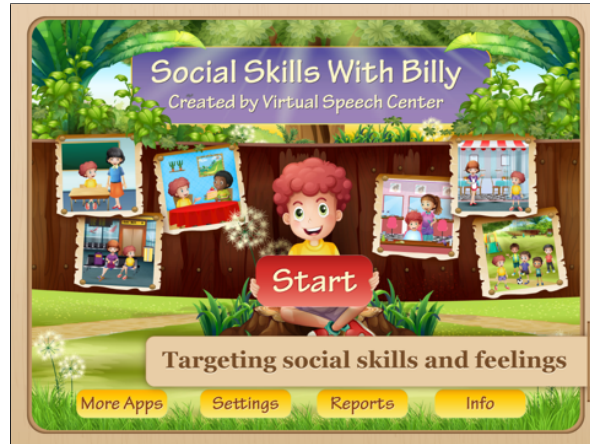 Social Skills With Billy
Created by Virtual Speech Center
Start
Targeting social skills and feelings
More Apps
Settings
Reports
Info